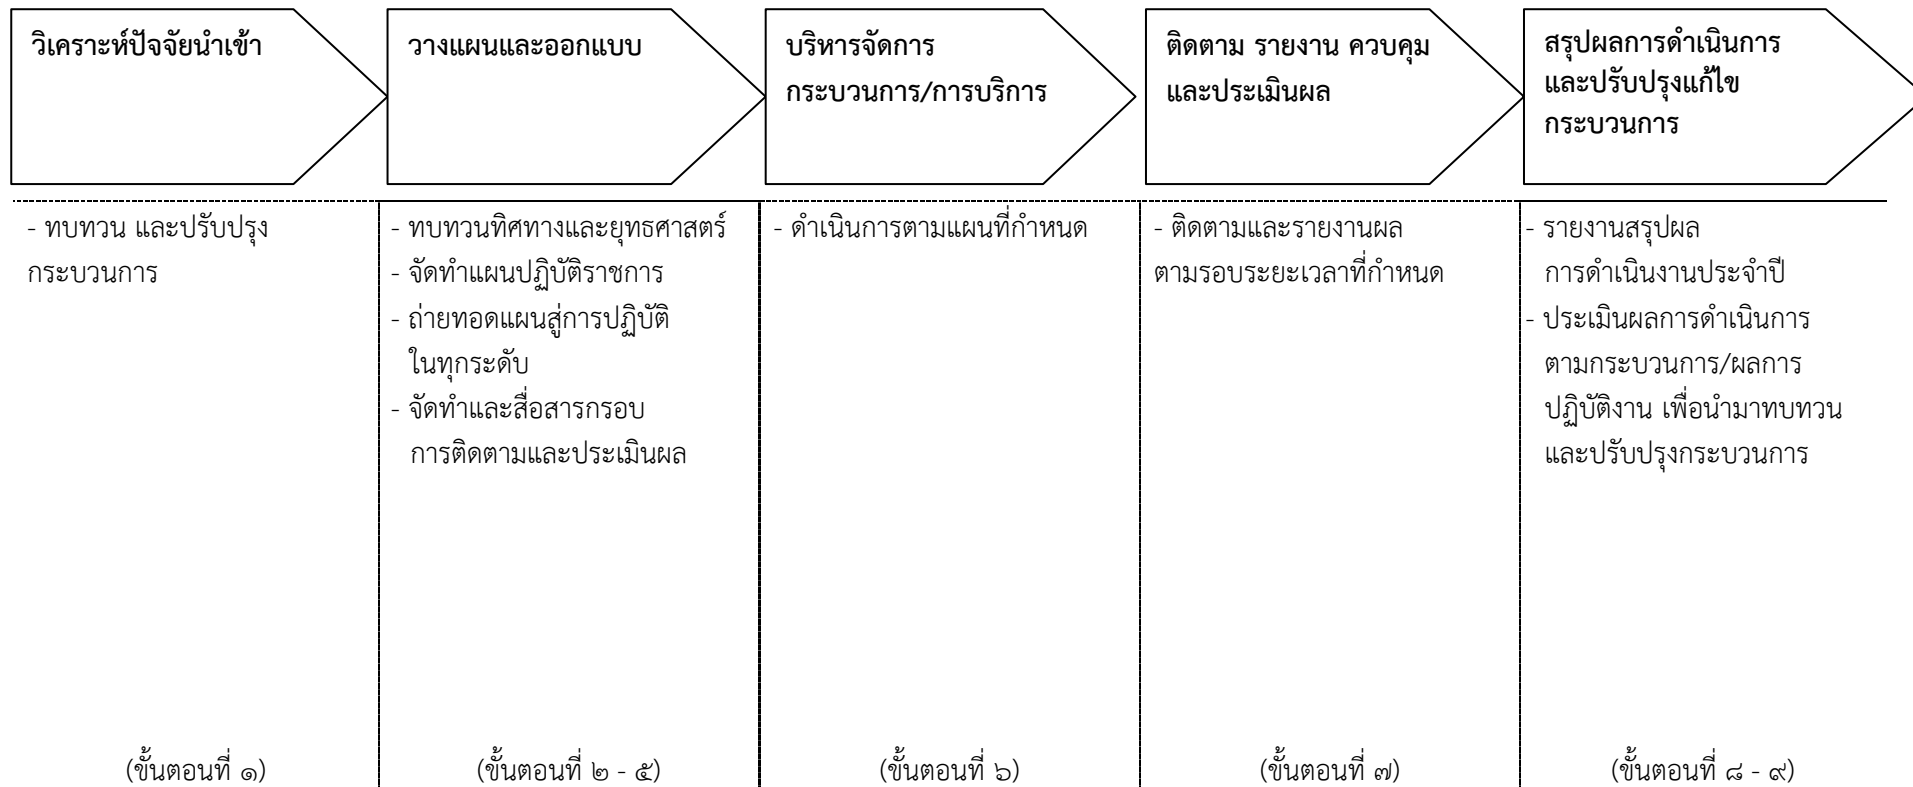 วิเคราะห์ปัจจัยนำเข้า
วางแผนและออกแบบ
บริหารจัดการ
กระบวนการ/การบริการ
ติดตาม รายงาน ควบคุม
และประเมินผล
สรุปผลการดำเนินการ
และปรับปรุงแก้ไข
กระบวนการ
- ทบทวน และปรับปรุง
กระบวนการ
(ขั้นตอนที่ ๑)
- ทบทวนทิศทางและยุทธศาสตร์
- จัดทำแผนปฏิบัติราชการ
- ถ่ายทอดแผนสู่การปฏิบัติ
ในทุกระดับ
- จัดทำและสื่อสารกรอบ
การติดตามและประเมินผล
(ขั้นตอนที่ ๒ - ๕)
- ดำเนินการตามแผนที่กำหนด
(ขั้นตอนที่ ๖)
- ติดตามและรายงานผล
ตามรอบระยะเวลาที่กำหนด
(ขั้นตอนที่ ๗)
- รายงานสรุปผล
การดำเนินงานประจำปี
- ประเมินผลการดำเนินการ
ตามกระบวนการ/ผลการ
ปฏิบัติงาน เพื่อนำมาทบทวน
และปรับปรุงกระบวนการ
(ขั้นตอนที่ ๘ - ๙)